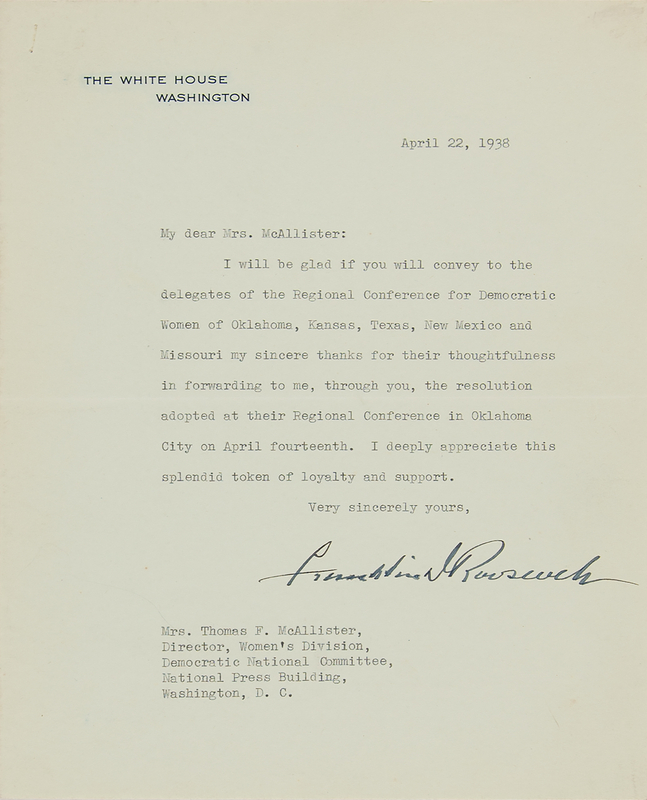 THE WHITE HOUSE
WASHINGTON
April 22, 1938
My dear Mrs. McAllister:
I will be glad if you will convey to the
delegates of the Regional Conference for Democratic
Women of Oklahoma, Kansas, Texas, New Mexico and
Missouri my sincere thanks for their thoughtfulness
in forwarding to me, through you, the resolution
adopted at their Regional Conference in Oklahoma
City on April fourteenth. I deeply appreciate this
splendid token of loyalty and support.
Very sincerely yours,
Franklin D Roosevelt
Mrs. Thomas F. McAllister,
Director, Women's Division,
Democratic National Committee,
National Press Building,
Washington, D. C.